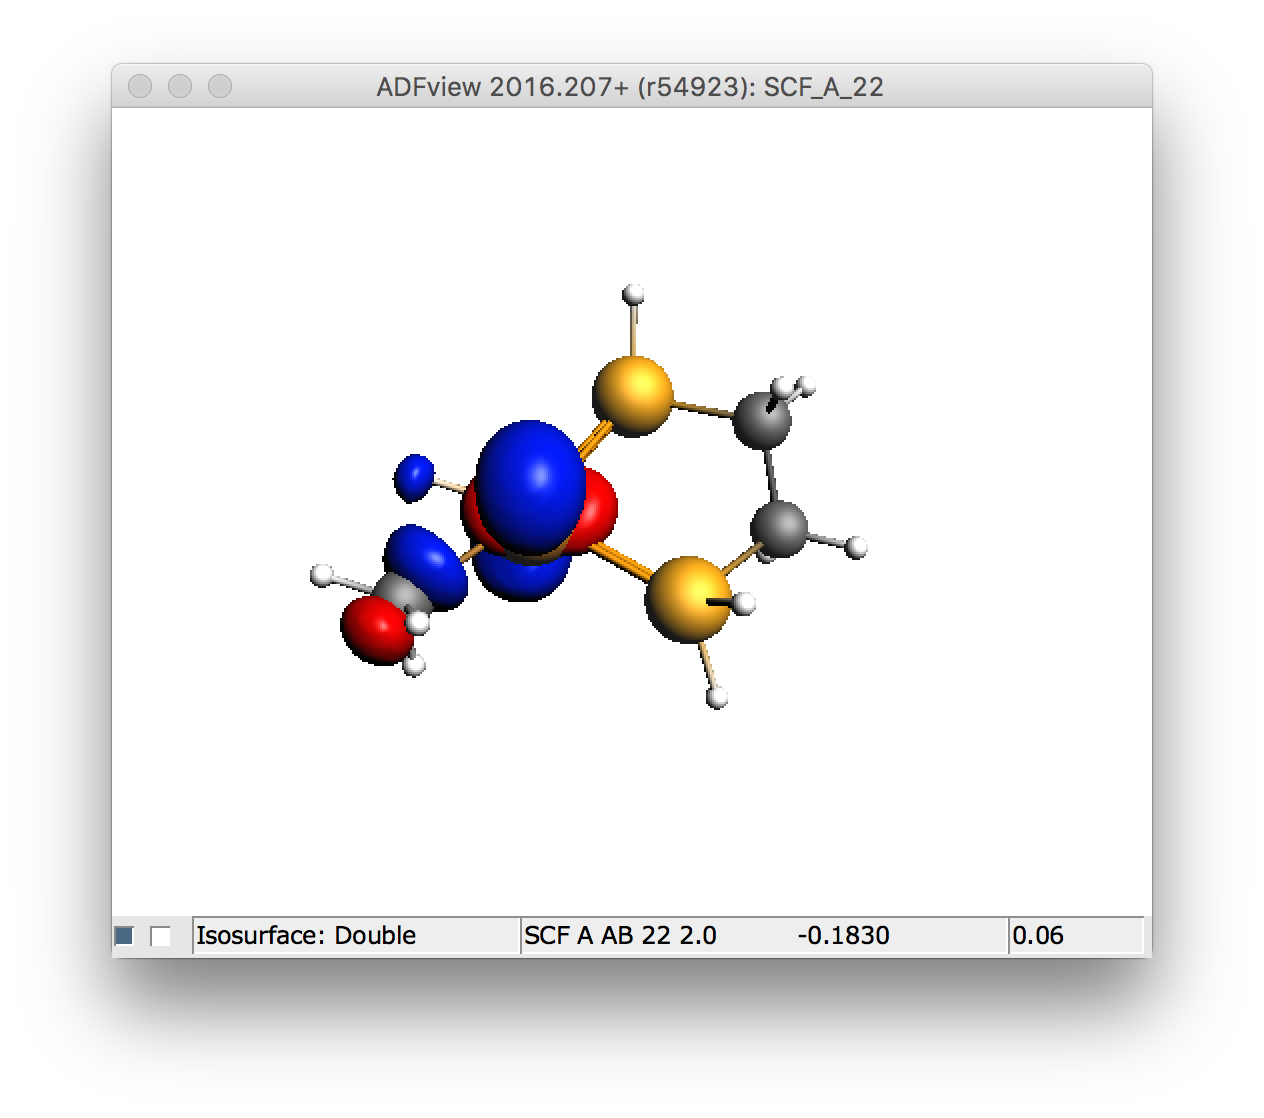 ADFview 2016.207+ (r54923): SCF_A_22
Isosurface: Double SCF A AB 22 2.0 -0.1830 0.06